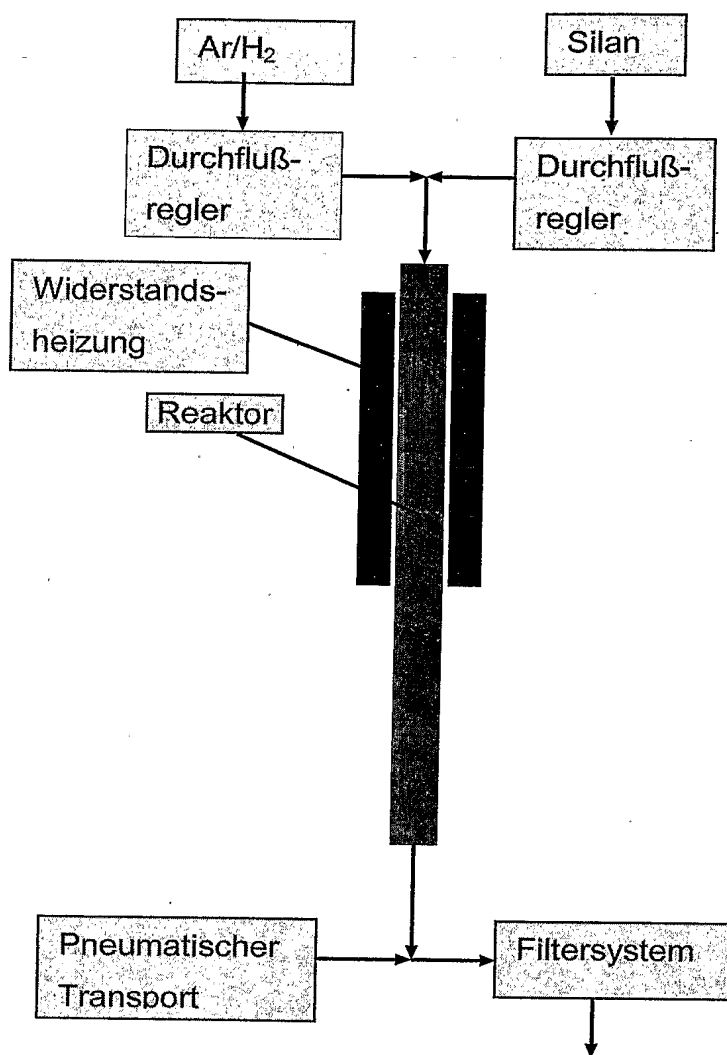 Ar/H₂
Silan
Durchfluß-
regler
Durchfluß-
regler
Widerstands-
heizung
Reaktor
Pneumatischer
Transport
Filtersystem